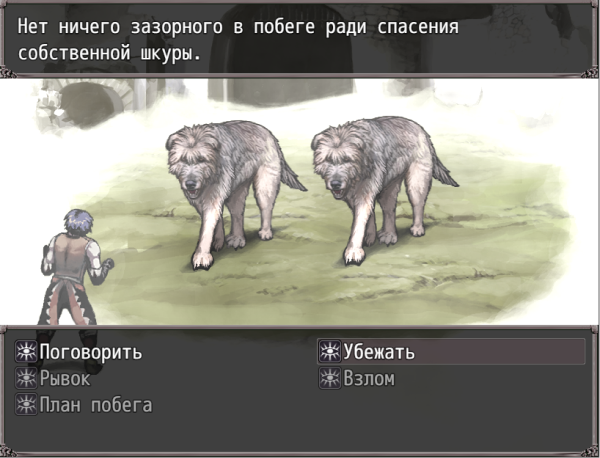 Нет ничего зазорного в побеге ради спасения
собственной шкуры.
Поговорить
Убежать
Рывок
Взлом
План побега